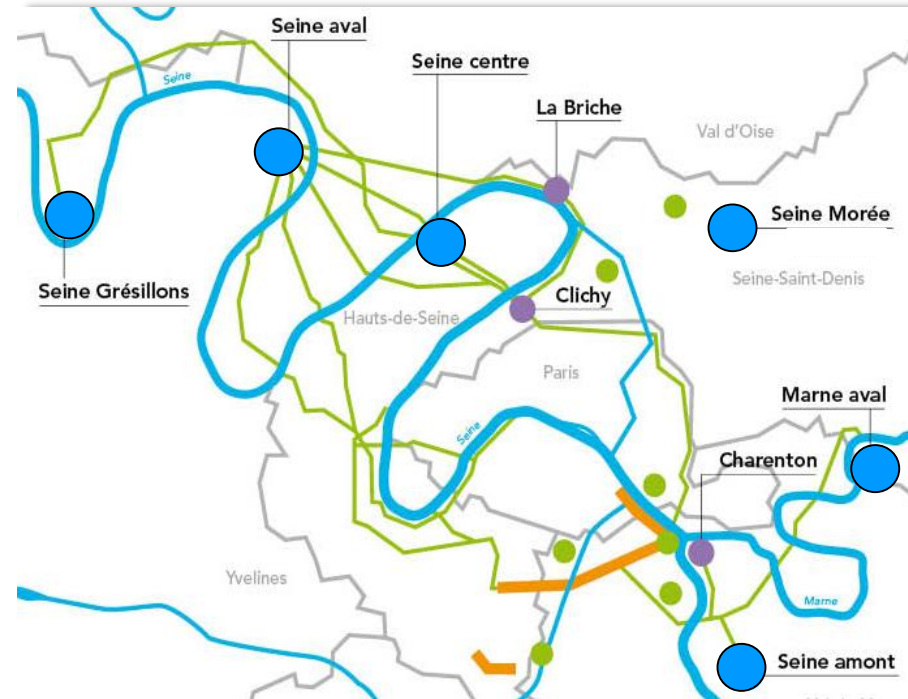 Seine aval
Seine centre
La Briche
Seine
Val d'Oise
Seine Morée
Seine-Saint-Denis
Seine Grésillons
Clichy
Hauts-de-Seine
Paris
Marne aval
Seine
Charenton
Yvelines
Marne
Seine amont